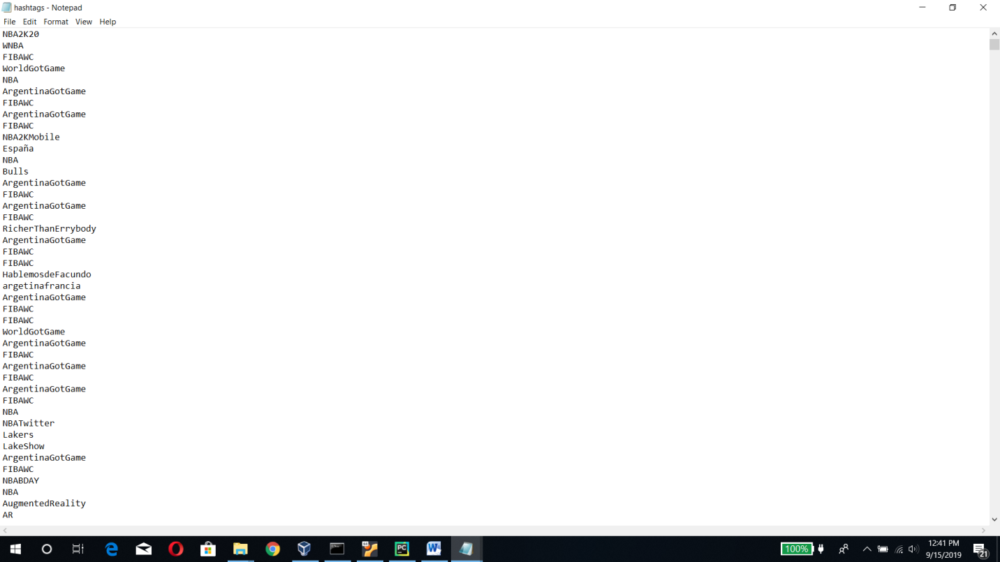 hashtags - Notepad
File Edit Format View Help
NBA2K20
WNBA
FIBAWC
WorldGotGame
NBA
ArgentinaGotGame
FIBAWC
ArgentinaGotGame
FIBAWC
NBA2KMobile
España
NBA
Bulls
ArgentinaGotGame
FIBAWC
ArgentinaGotGame
FIBAWC
RicherThanErrybody
ArgentinaGotGame
FIBAWC
FIBAWC
HablemosdeFacundo
argetinafrancia
ArgentinaGotGame
FIBAWC
FIBAWC
WorldGotGame
ArgentinaGotGame
FIBAWC
ArgentinaGotGame
FIBAWC
ArgentinaGotGame
FIBAWC
NBA
NBATwitter
Lakers
LakeShow
ArgentinaGotGame
FIBAWC
NBABDAY
NBA
AugmentedReality
AR
PC
W
100%
12:41 PM
9/15/2019
21